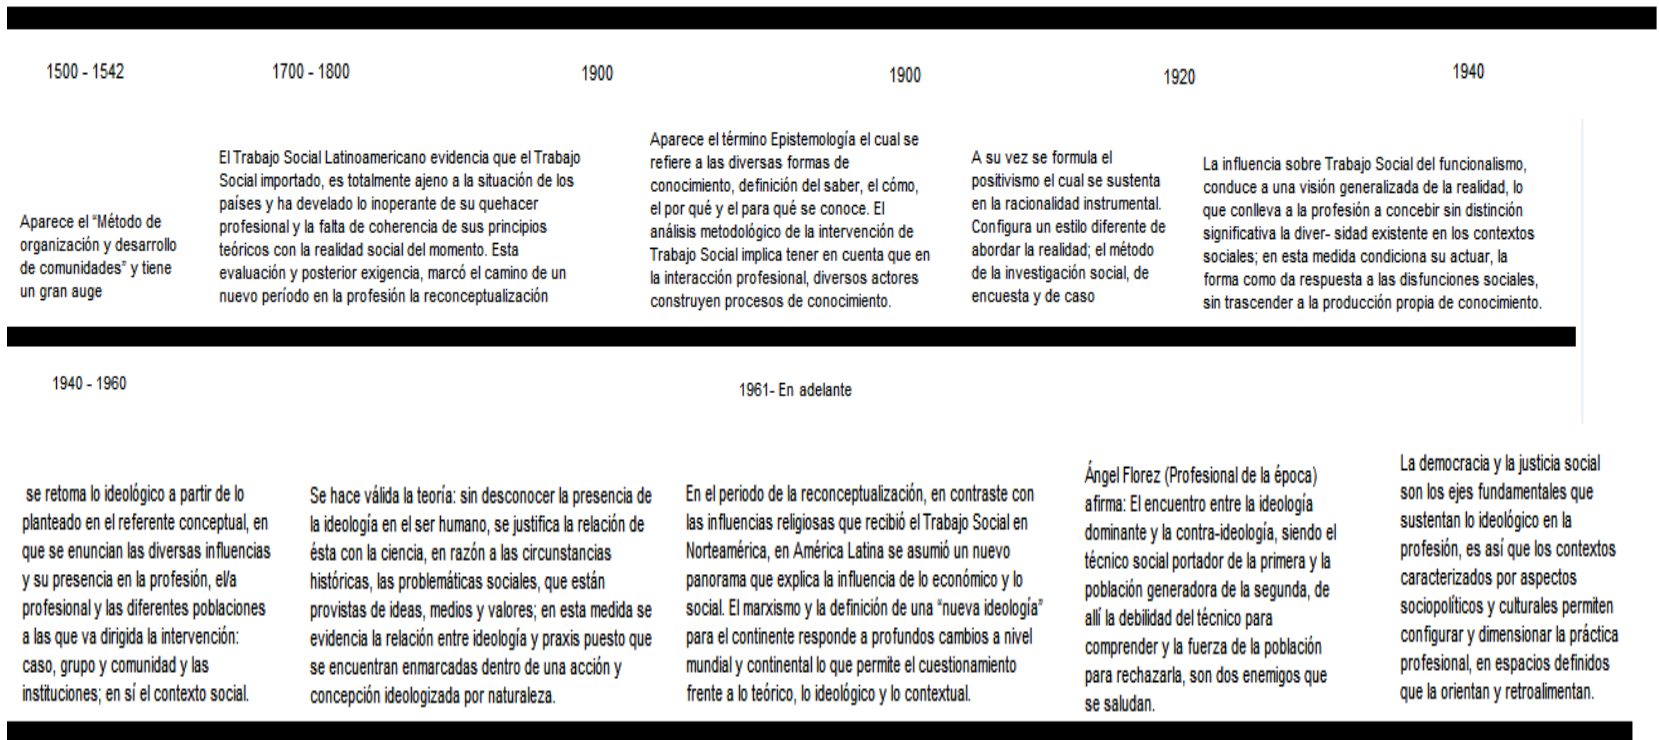 1500 - 1542
1700 - 1800
1900
1900
1920
1940
Aparece el “Método de
organización y desarrollo
de comunidades” y tiene
un gran auge
El Trabajo Social Latinoamericano evidencia que el Trabajo
Social importado, es totalmente ajeno a la situación de los
países y ha develado lo inoperante de su quehacer
profesional y la falta de coherencia de sus principios
teóricos con la realidad social del momento. Esta
evaluación y posterior exigencia, marcó el camino de un
nuevo período en la profesión la reconceptualización
Aparece el término Epistemología el cual se
refiere a las diversas formas de
conocimiento, definición del saber, el cómo,
el por qué y el para qué se conoce. El
análisis metodológico de la intervención de
Trabajo Social implica tener en cuenta que en
la interacción profesional, diversos actores
construyen procesos de conocimiento.
A su vez se formula el
positivismo el cual se sustenta
en la racionalidad instrumental.
Configura un estilo diferente de
abordar la realidad; el método
de la investigación social, de
encuesta y de caso
La influencia sobre Trabajo Social del funcionalismo,
conduce a una visión generalizada de la realidad, lo
que conlleva a la profesión a concebir sin distinción
significativa la diver- sidad existente en los contextos
sociales; en esta medida condiciona su actuar, la
forma como da respuesta a las disfunciones sociales,
sin trascender a la producción propia de conocimiento.
1940 - 1960
1961- En adelante
se retoma lo ideológico a partir de lo
planteado en el referente conceptual, en
que se enuncian las diversas influencias
y su presencia en la profesión, el/a
profesional y las diferentes poblaciones
a las que va dirigida la intervención:
caso, grupo y comunidad y las
instituciones; en sí el contexto social.
Se hace válida la teoría: sin desconocer la presencia de
la ideología en el ser humano, se justifica la relación de
ésta con la ciencia, en razón a las circunstancias
históricas, las problemáticas sociales, que están
provistas de ideas, medios y valores; en esta medida se
evidencia la relación entre ideología y praxis puesto que
se encuentran enmarcadas dentro de una acción y
concepción ideologizada por naturaleza.
En el periodo de la reconceptualización, en contraste con
las influencias religiosas que recibió el Trabajo Social en
Norteamérica, en América Latina se asumió un nuevo
panorama que explica la influencia de lo económico y lo
social. El marxismo y la definición de una “nueva ideología”
para el continente responde a profundos cambios a nivel
mundial y continental lo que permite el cuestionamiento
frente a lo teórico, lo ideológico y lo contextual.
Ángel Florez (Profesional de la época)
afirma: El encuentro entre la ideología
dominante y la contra-ideología, siendo el
técnico social portador de la primera y la
población generadora de la segunda, de
allí la debilidad del técnico para
comprender y la fuerza de la población
para rechazarla, son dos enemigos que
se saludan.
La democracia y la justicia social
son los ejes fundamentales que
sustentan lo ideológico en la
profesión, es así que los contextos
caracterizados por aspectos
sociopolíticos y culturales permiten
configurar y dimensionar la práctica
profesional, en espacios definidos
que la orientan y retroalimentan.